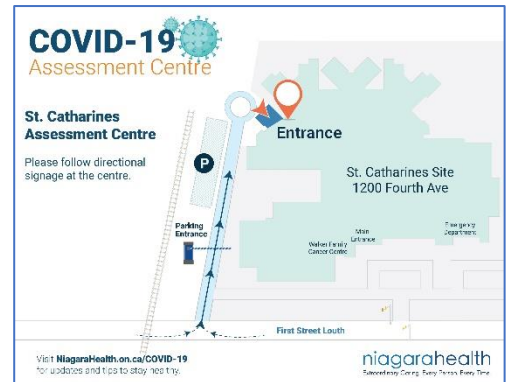 COVID-19
Assessment Centre
St. Catharines
Assessment Centre
Please follow directional
signage at the centre.
P
Entrance
St. Catharines Site
1200 Fourth Ave
Parking
Entrance
Walker Family
Cancer Centre
Main
Entrance
Emergency
Department
First Street Louth
Visit NiagaraHealth.on.ca/COVID-19
for updates and tips to stay healthy.
niagarahealth
Extraordinary Caring. Every Person. Every Time.